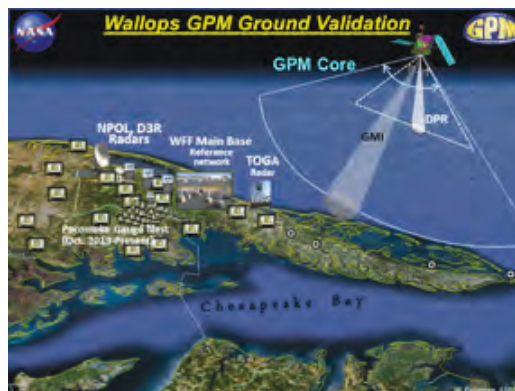 NASA
Wallops GPM Ground Validation
GPM
GPM Core
NPOL, D3R
Radars
WFF Main Base
Reference
network
TOGA
Radar
DPR
GMI
Pocomoke Gauge Nest
(Oct. 2013-Present)
Chesapeake Bay